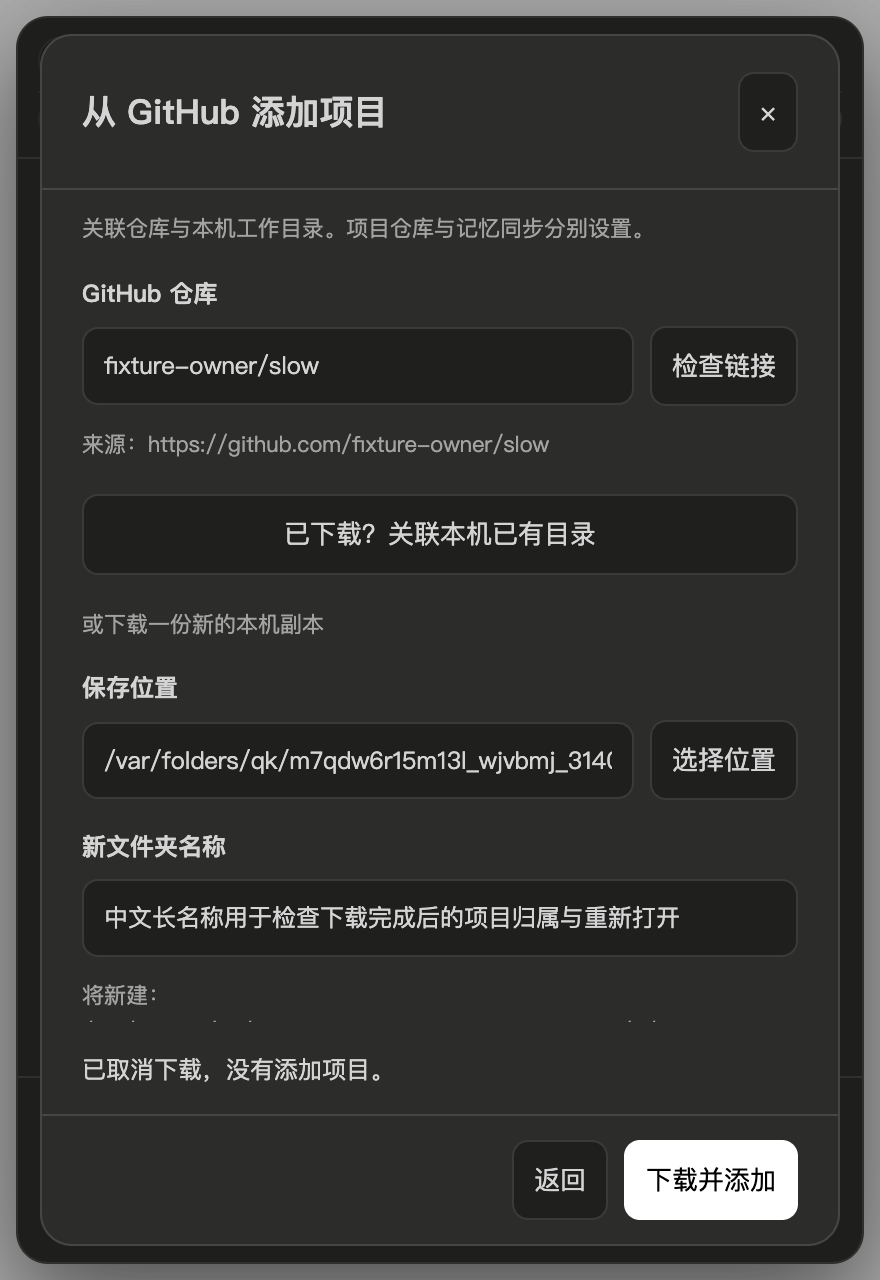 从 GitHub 添加项目
×
关联仓库与本机工作目录。项目仓库与记忆同步分别设置。
GitHub 仓库
fixture-owner/slow
检查链接
来源：https://github.com/fixture-owner/slow
已下载？关联本机已有目录
或下载一份新的本机副本
保存位置
/var/folders/qk/m7qdw6r15m13l_wjvbmj_314
选择位置
新文件夹名称
中文长名称用于检查下载完成后的项目归属与重新打开
将新建：
已取消下载，没有添加项目。
返回
下载并添加